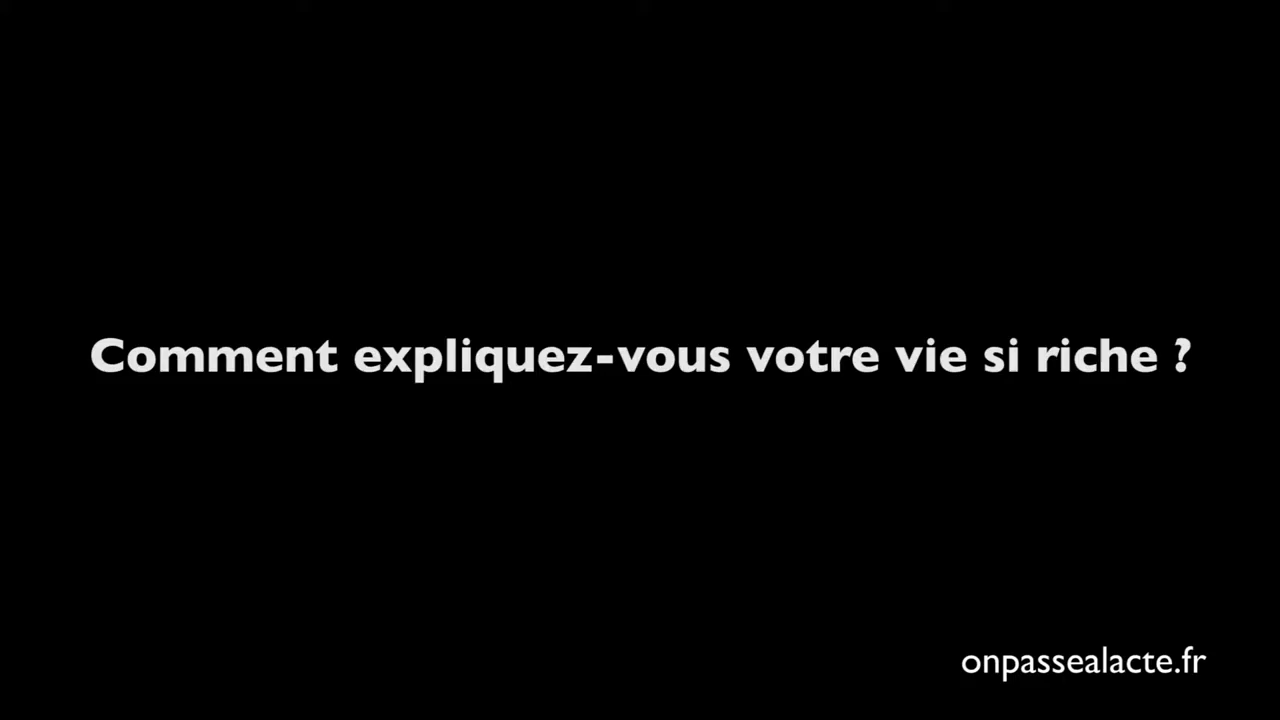 Comment expliquez-vous votre vie si riche ?
onpassealacte.fr